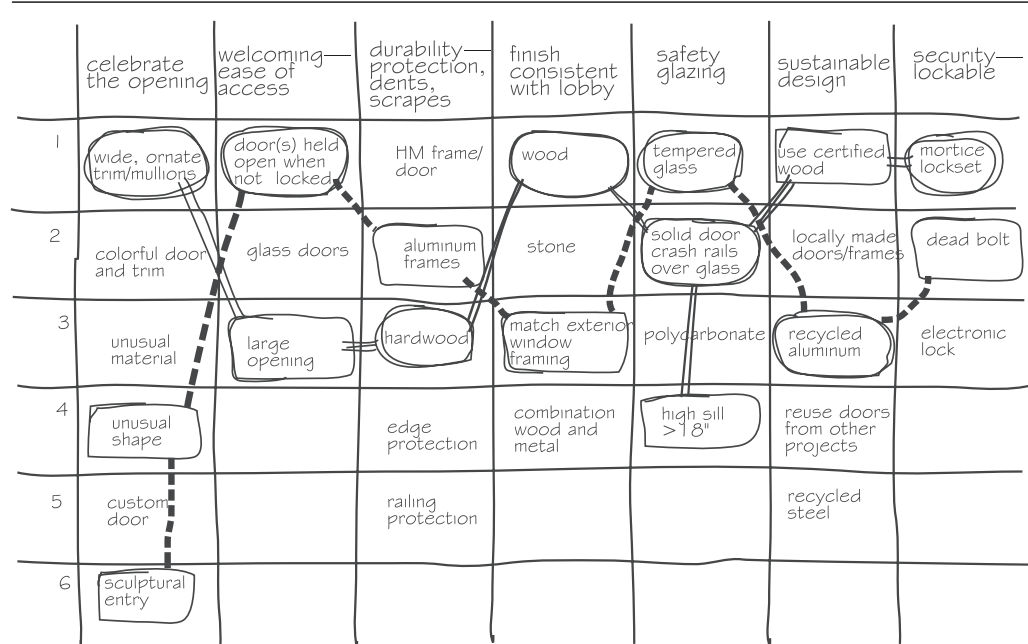 celebrate
the opening
welcoming—
ease of
access
durability—
protection,
dents,
scrapes
finish
consistent
with lobby
safety
glazing
sustainable
design
security—
lockable
1
wide, ornate
trim/mullions
door(s) held
open when
not locked
HM frame/
door
wood
tempered
glass
use certified
wood
mortice
lockset
2
colorful door
and trim
glass doors
aluminum
frames
stone
solid door
crash rails
over glass
locally made
doors/frames
dead bolt
3
unusual
material
large
opening
hardwood
match exterior
window
framing
polycarbonate
recycled
aluminum
electronic
lock
4
unusual
shape
edge
protection
combination
wood and
metal
high sill
>18"
reuse doors
from other
projects
5
custom
door
railing
protection
recycled
steel
6
sculptural
entry